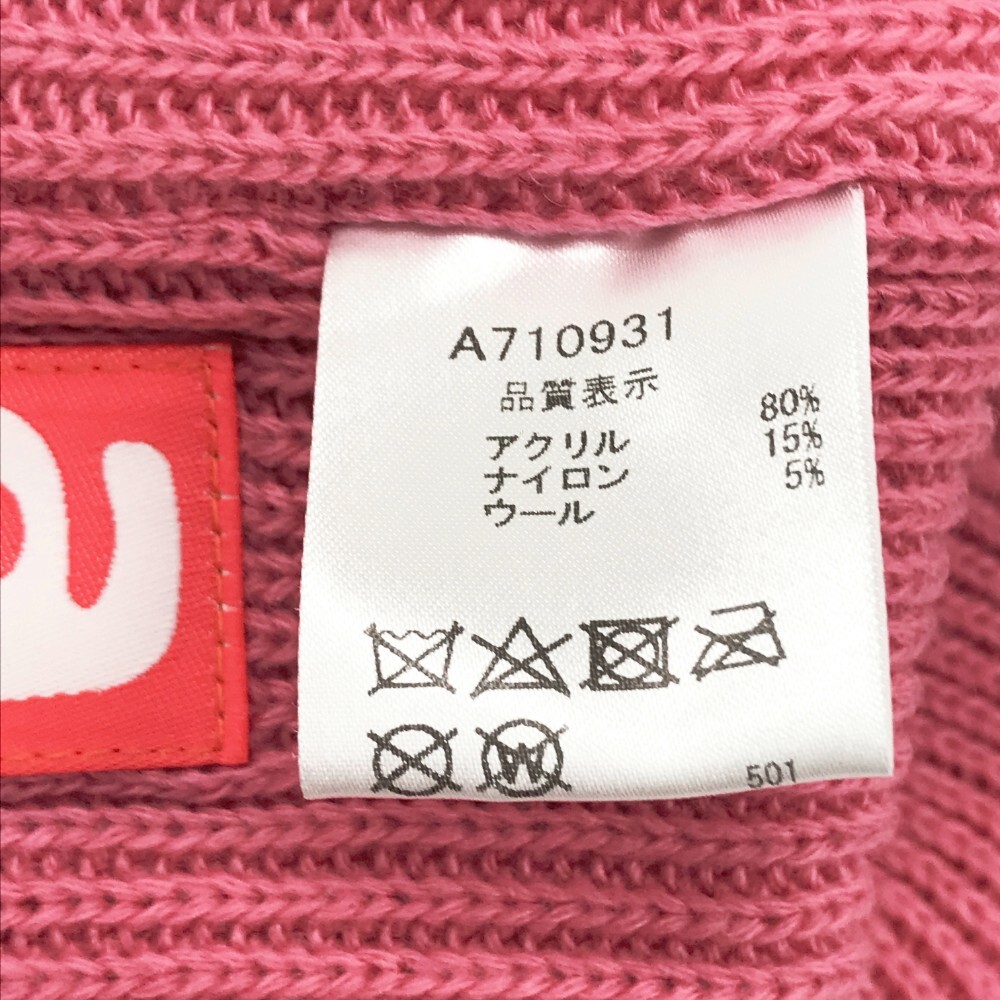 A710931
品質表示
アクリル 80%
ナイロン 15%
ウール 5%
W
501